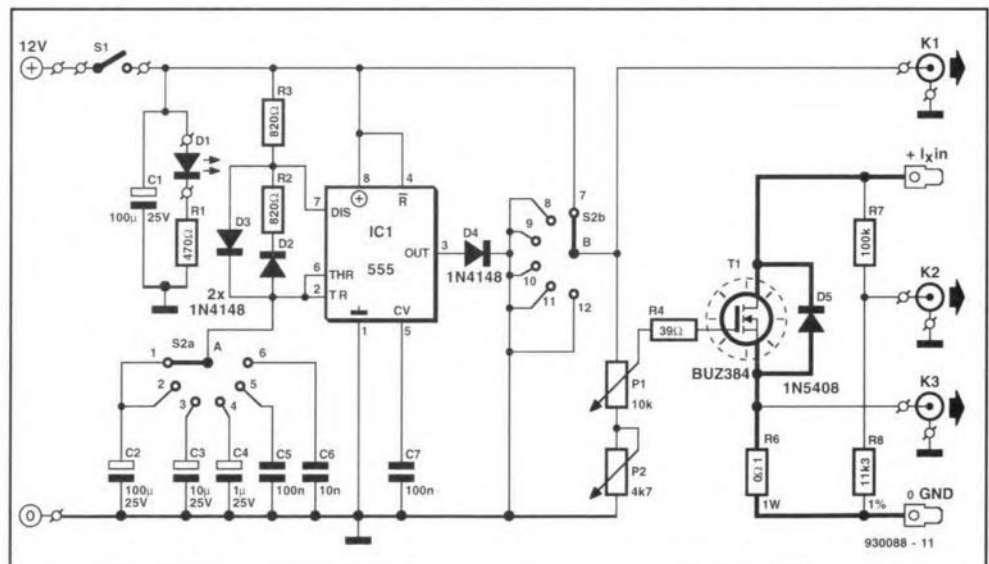 12V
S1
K1
R3
820Ω
D1
C1
100μ
25V
R1
470Ω
D3
R2
820Ω
D2
2x
1N4148
7
DIS
8
4
R
IC1
555
OUT
3
6
THR
2
TR
1
CV
5
D4
1N4148
8
9
10
11
7
S2b
B
12
+ Ixin
R7
100k
T1
R4
39Ω
BUZ384
D5
1N5408
K2
K3
S2a
A
1
2
3
4
5
6
C2
100μ
25V
C3
10μ
25V
C4
1μ
25V
C5
100n
C6
10n
C7
100n
P1
10k
P2
4k7
R6
0Ω1
1W
R8
11k3
1%
0 GND
0
930088 - 11